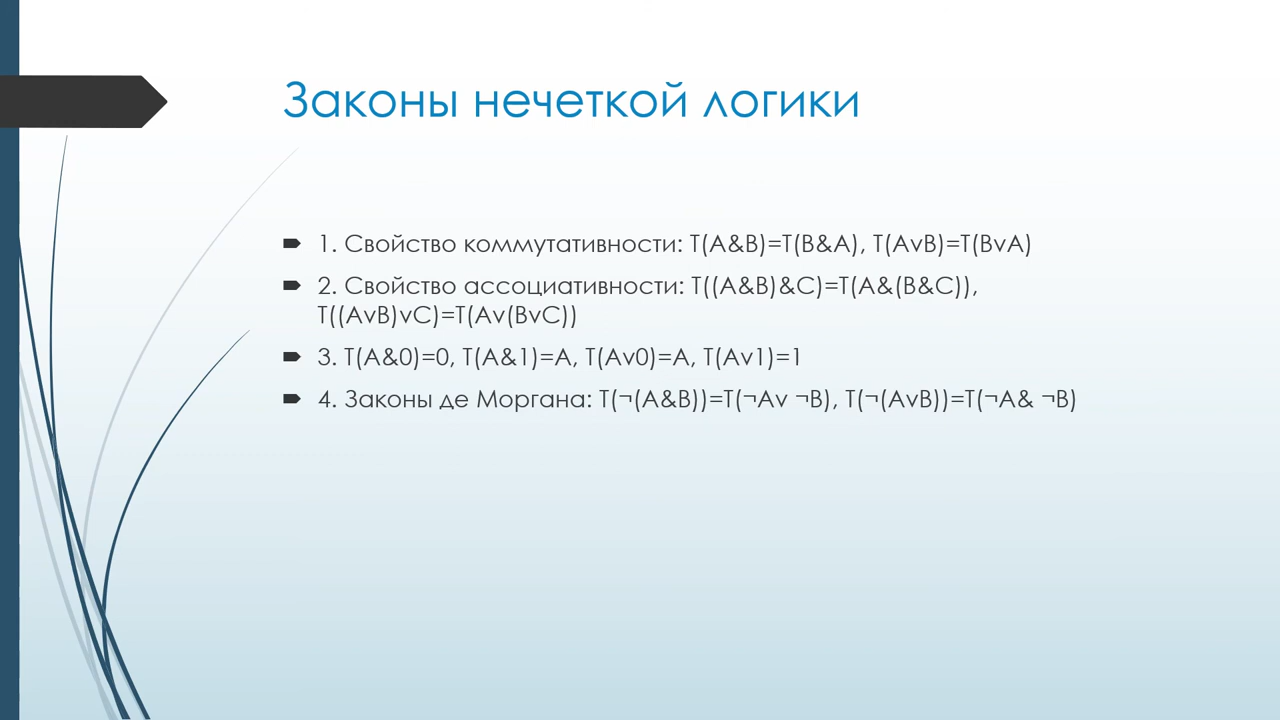 Законы нечеткой логики
1. Свойство коммутативности: T(A&B)=T(B&A), T(AvB)=T(BvA)
2. Свойство ассоциативности: T((A&B)&C)=T(A&(B&C)),
T((AvB)vC)=T(Av(BvC))
3. T(A&0)=0, T(A&1)=A, T(Av0)=A, T(Av1)=1
4. Законы де Моргана: T(¬(A&B))=T(¬Av ¬B), T(¬(AvB))=T(¬A& ¬B)